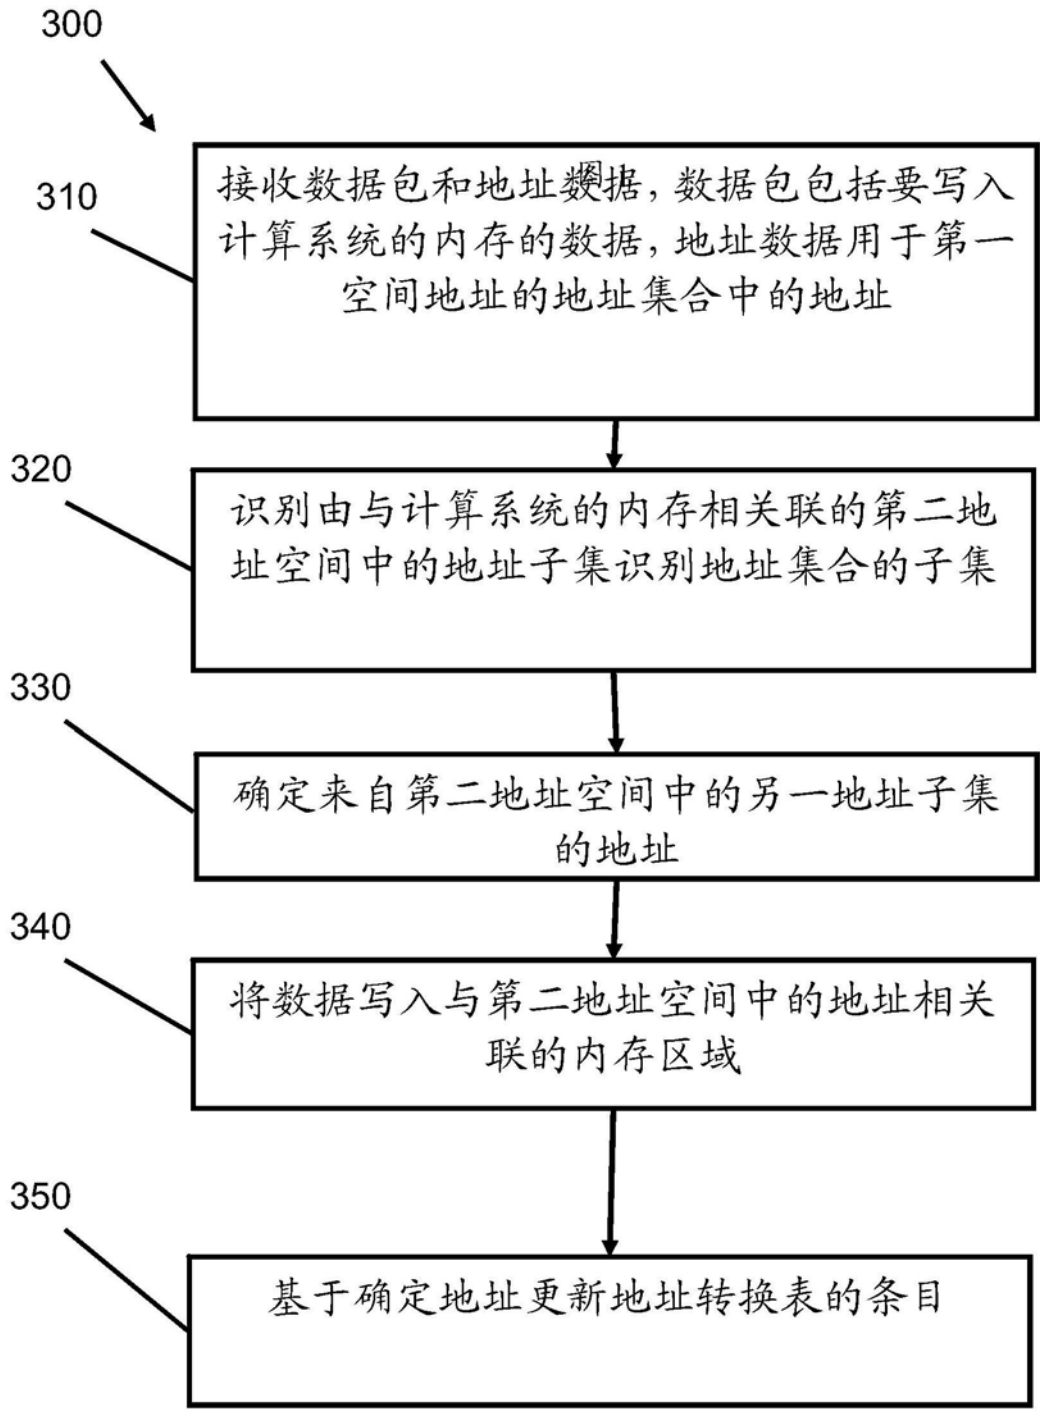 300
310
接收数据包和地址数据，数据包包括要写入
计算系统的内存的数据，地址数据用于第一
空间地址的地址集合中的地址
320
识别由与计算系统的内存相关联的第二地
址空间中的地址子集识别地址集合的子集
330
确定来自第二地址空间中的另一地址子集
的地址
340
将数据写入与第二地址空间中的地址相关
联的内存区域
350
基于确定地址更新地址转换表的条目